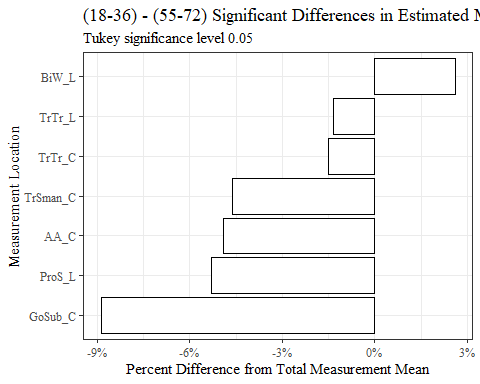 (18-36) - (55-72) Significant Differences in Estimated
Tukey significance level 0.05
BiW_L
TrTr_L
TrTr_C
TrSman_C
AA_C
ProS_L
GoSub_C
Measurement Location
-9%
-6%
-3%
0%
3%
Percent Difference from Total Measurement Mean